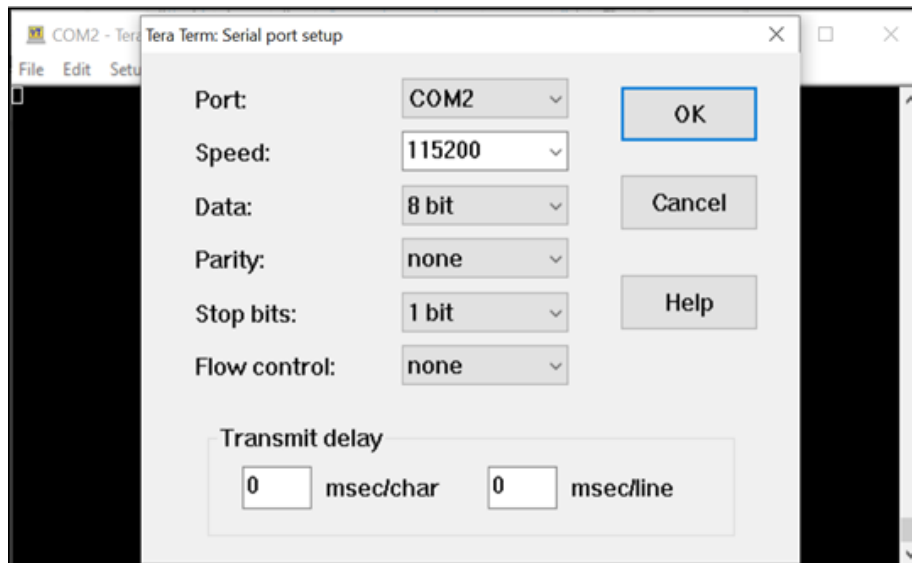 COM2 - Tera
Tera Term: Serial port setup
File Edit Setu
Port: COM2
OK
Speed: 115200
Data: 8 bit
Cancel
Parity: none
Stop bits: 1 bit
Help
Flow control: none
Transmit delay
0 msec/char 0 msec/line